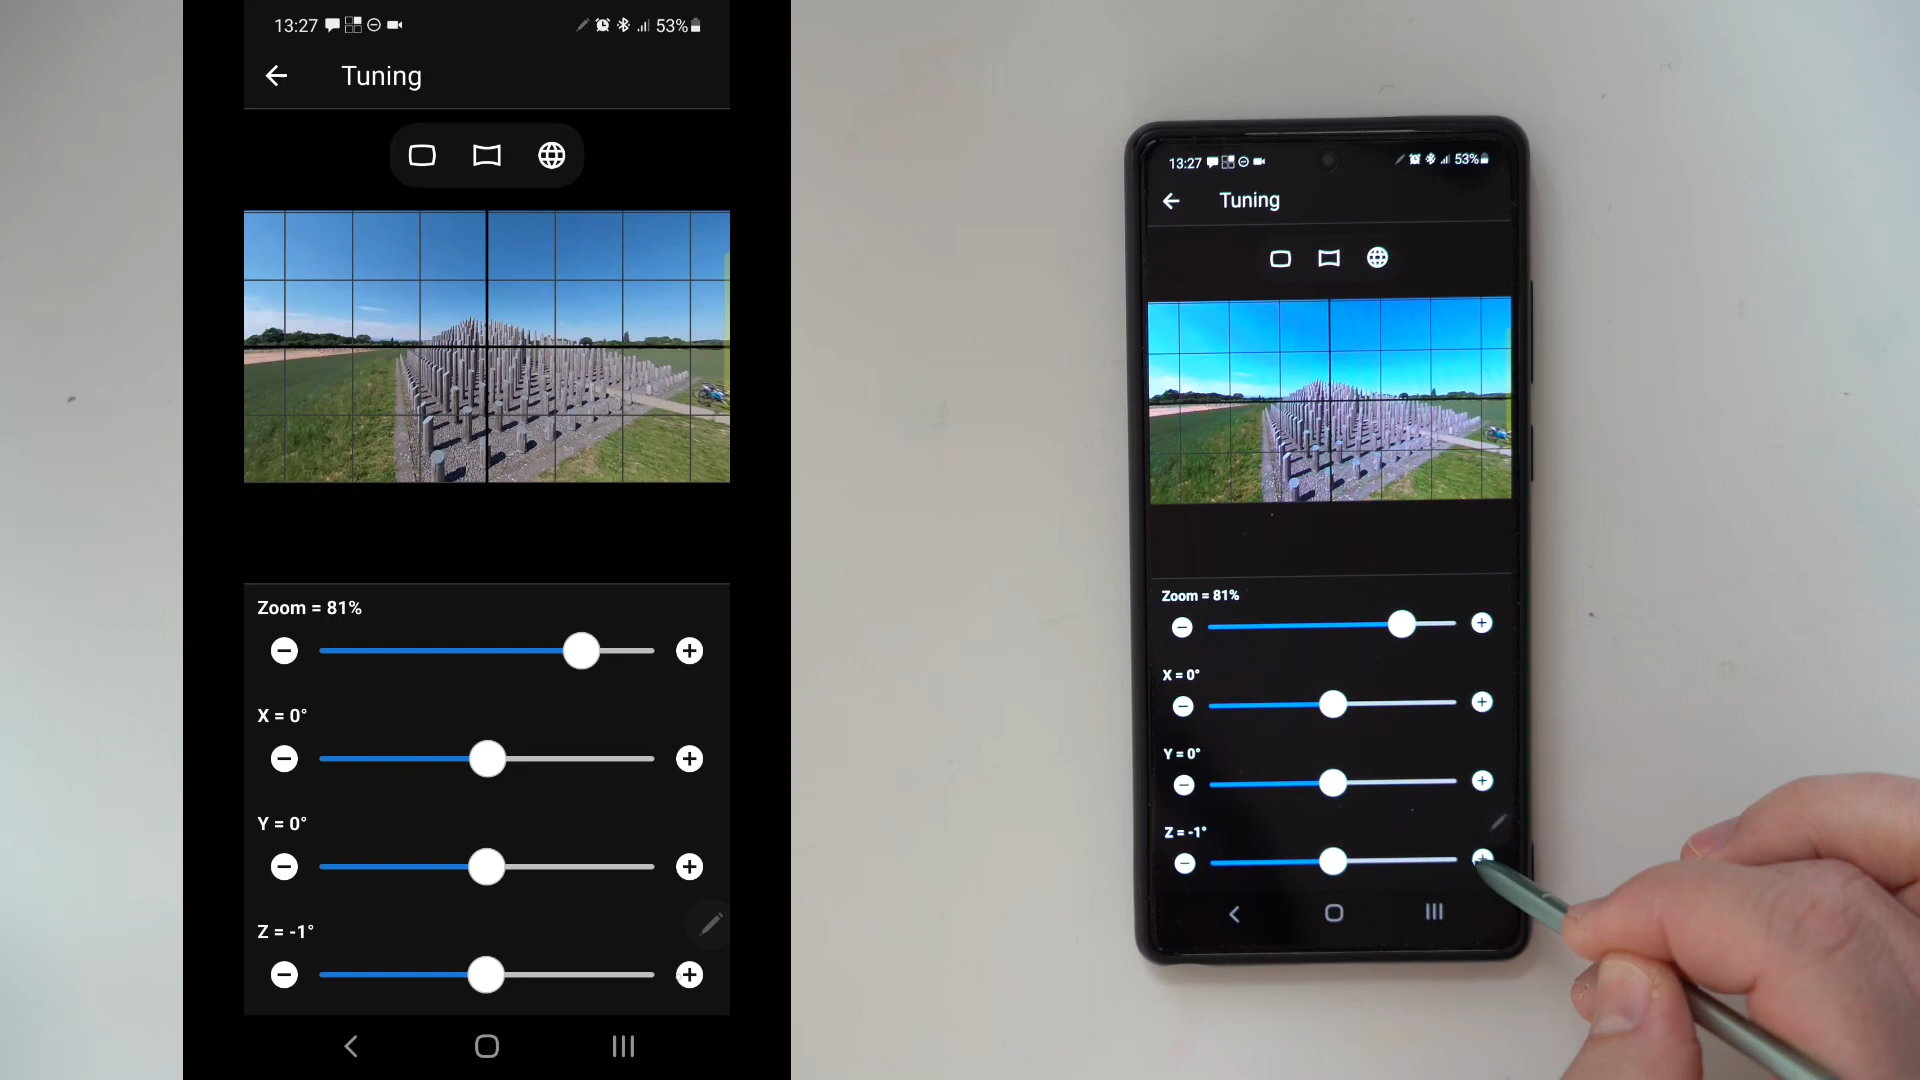 13:27 53%
Tuning
Zoom = 81%
X = 0°
Y = 0°
Z = -1°
13:27 53%
Tuning
Zoom = 81%
X = 0°
Y = 0°
Z = -1°